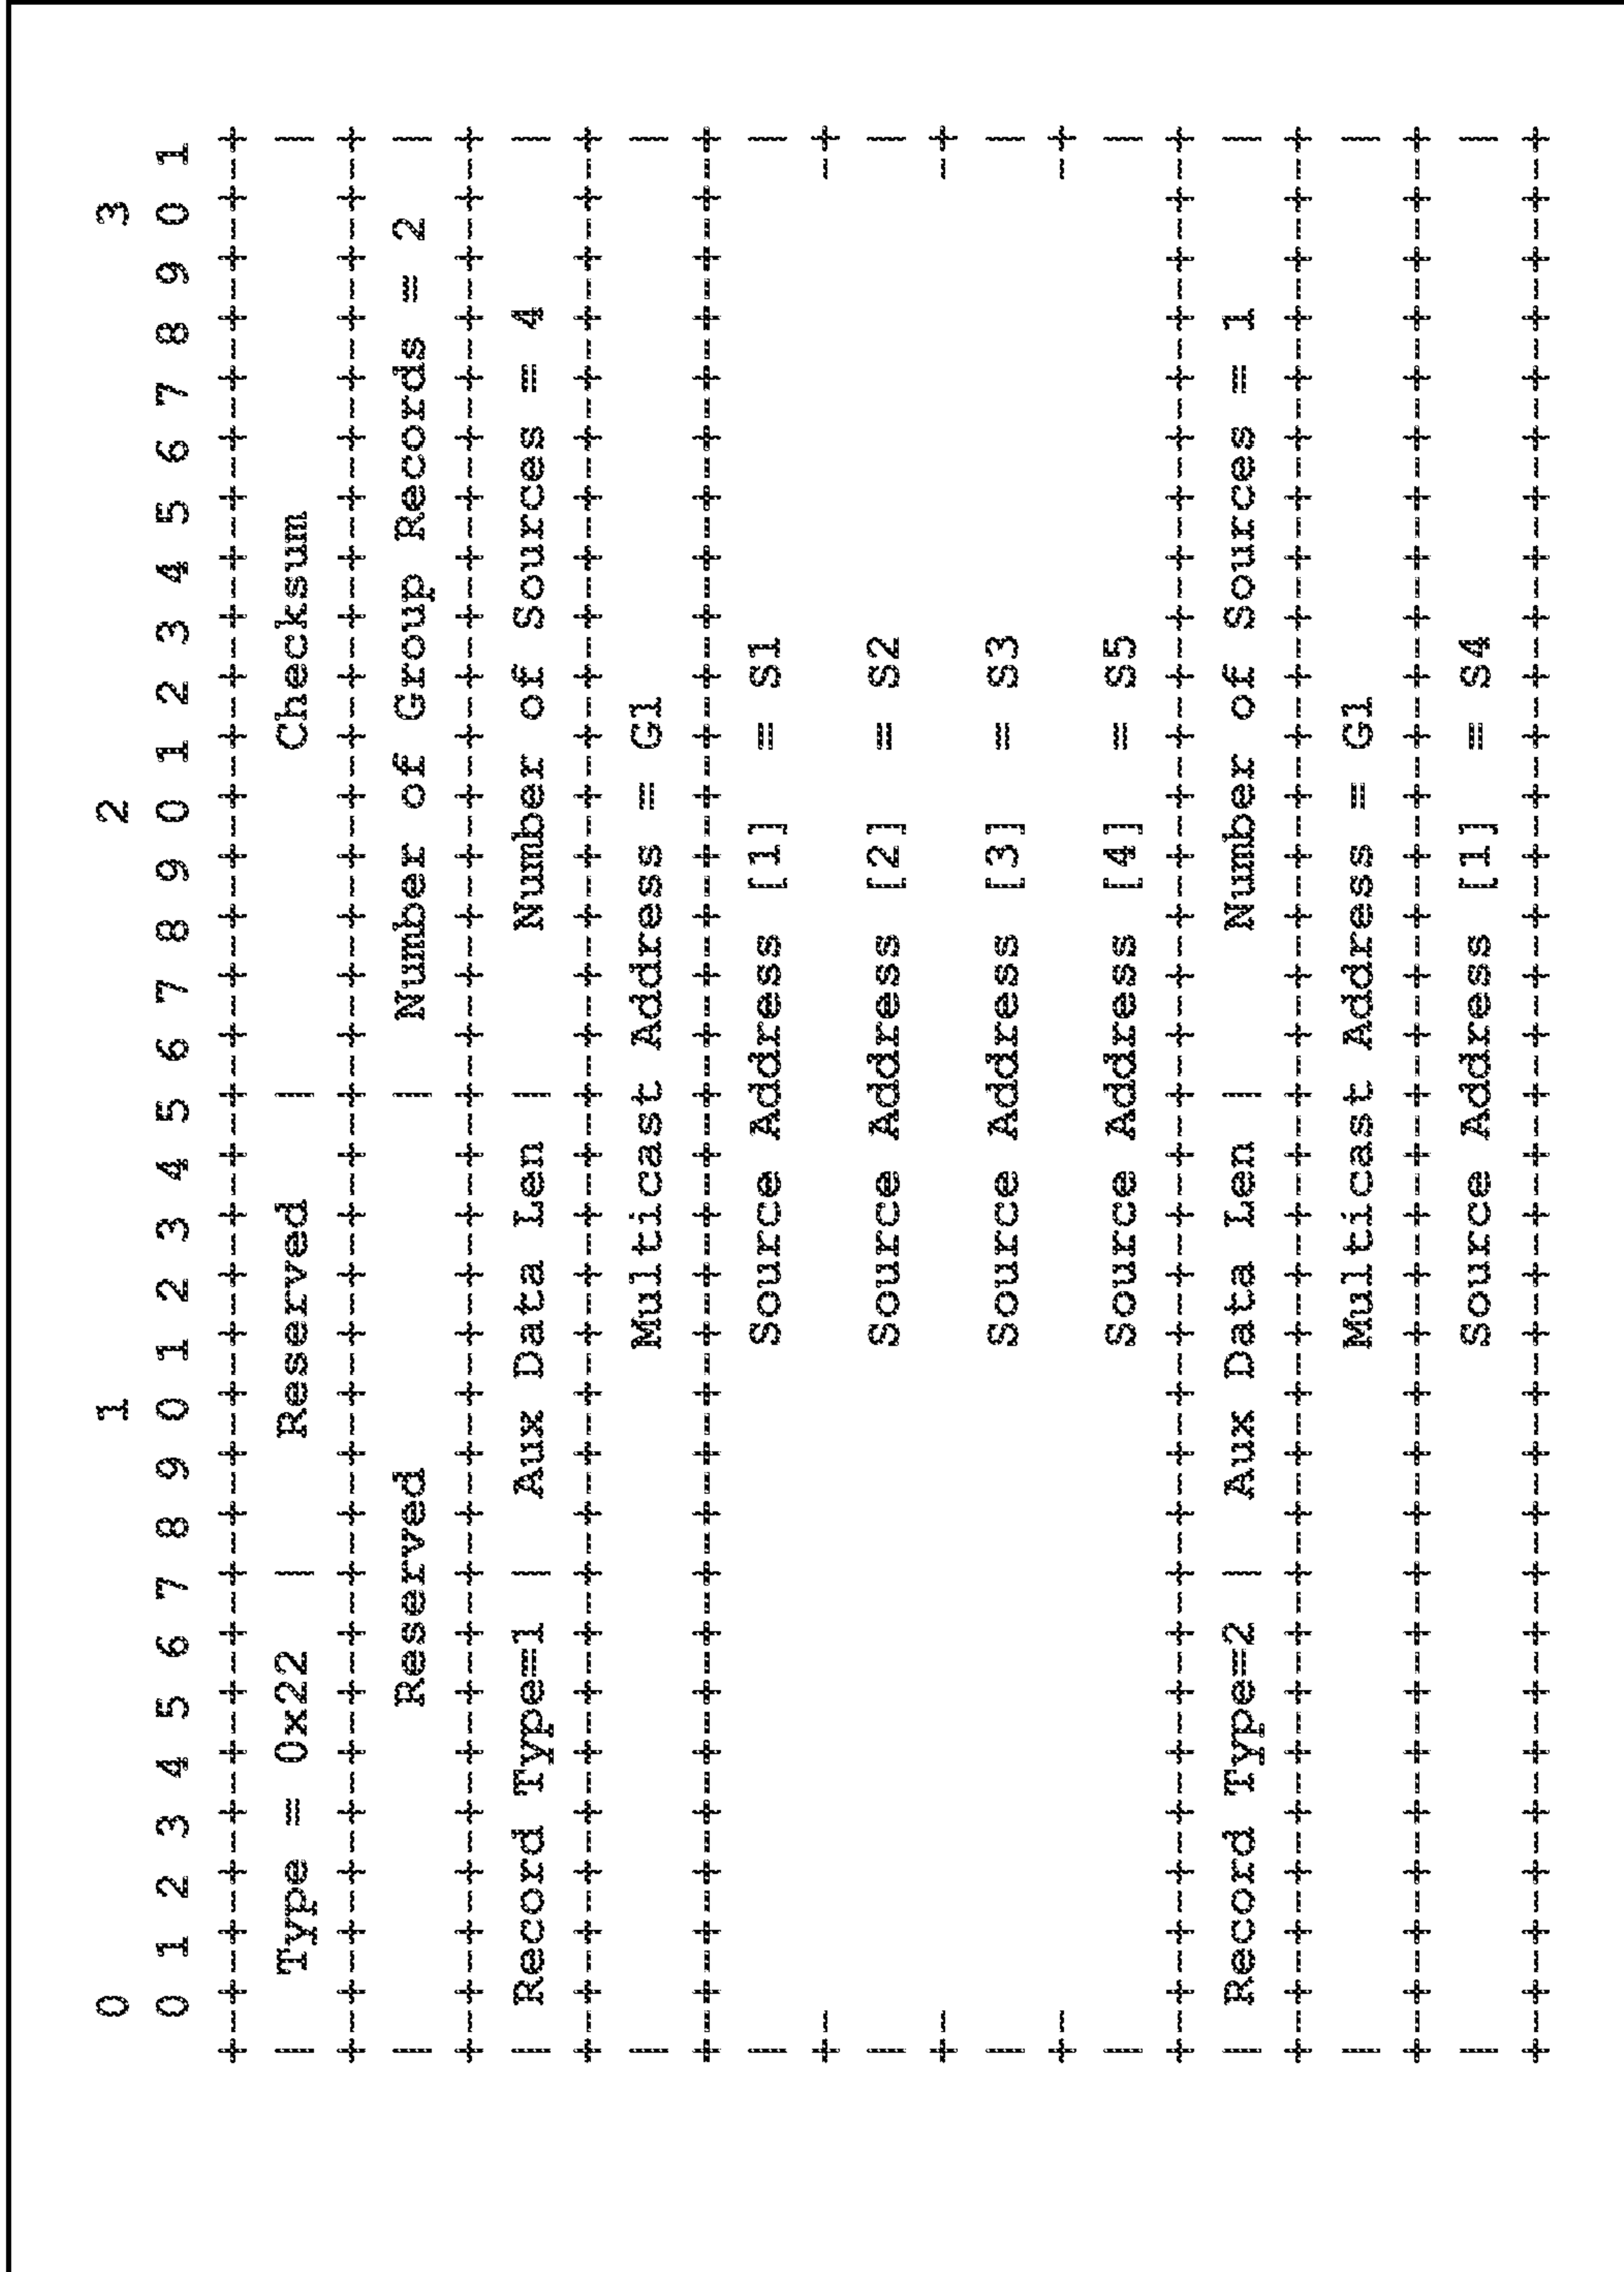 0                   1                   2                   3
 0 1 2 3 4 5 6 7 8 9 0 1 2 3 4 5 6 7 8 9 0 1 2 3 4 5 6 7 8 9 0 1
+-+-+-+-+-+-+-+-+-+-+-+-+-+-+-+-+-+-+-+-+-+-+-+-+-+-+-+-+-+-+-+-+
|  Type = 0x22  |    Reserved   |           Checksum            |
+-+-+-+-+-+-+-+-+-+-+-+-+-+-+-+-+-+-+-+-+-+-+-+-+-+-+-+-+-+-+-+-+
|           Reserved            |  Number of Group Records = 2  |
+-+-+-+-+-+-+-+-+-+-+-+-+-+-+-+-+-+-+-+-+-+-+-+-+-+-+-+-+-+-+-+-+
| Record Type=1 |  Aux Data Len |     Number of Sources = 4     |
+-+-+-+-+-+-+-+-+-+-+-+-+-+-+-+-+-+-+-+-+-+-+-+-+-+-+-+-+-+-+-+-+
|                       Multicast Address = G1                  |
+-+-+-+-+-+-+-+-+-+-+-+-+-+-+-+-+-+-+-+-+-+-+-+-+-+-+-+-+-+-+-+-+
|                       Source Address [1]  = S1                |
+-                                                             -+
|                       Source Address [2]  = S2                |
+-                                                             -+
|                       Source Address [3]  = S3                |
+-                                                             -+
|                       Source Address [4]  = S5                |
+-+-+-+-+-+-+-+-+-+-+-+-+-+-+-+-+-+-+-+-+-+-+-+-+-+-+-+-+-+-+-+-+
| Record Type=2 |  Aux Data Len |     Number of Sources = 1     |
+-+-+-+-+-+-+-+-+-+-+-+-+-+-+-+-+-+-+-+-+-+-+-+-+-+-+-+-+-+-+-+-+
|                       Multicast Address = G1                  |
+-+-+-+-+-+-+-+-+-+-+-+-+-+-+-+-+-+-+-+-+-+-+-+-+-+-+-+-+-+-+-+-+
|                       Source Address [1]  = S4                |
+-+-+-+-+-+-+-+-+-+-+-+-+-+-+-+-+-+-+-+-+-+-+-+-+-+-+-+-+-+-+-+-+